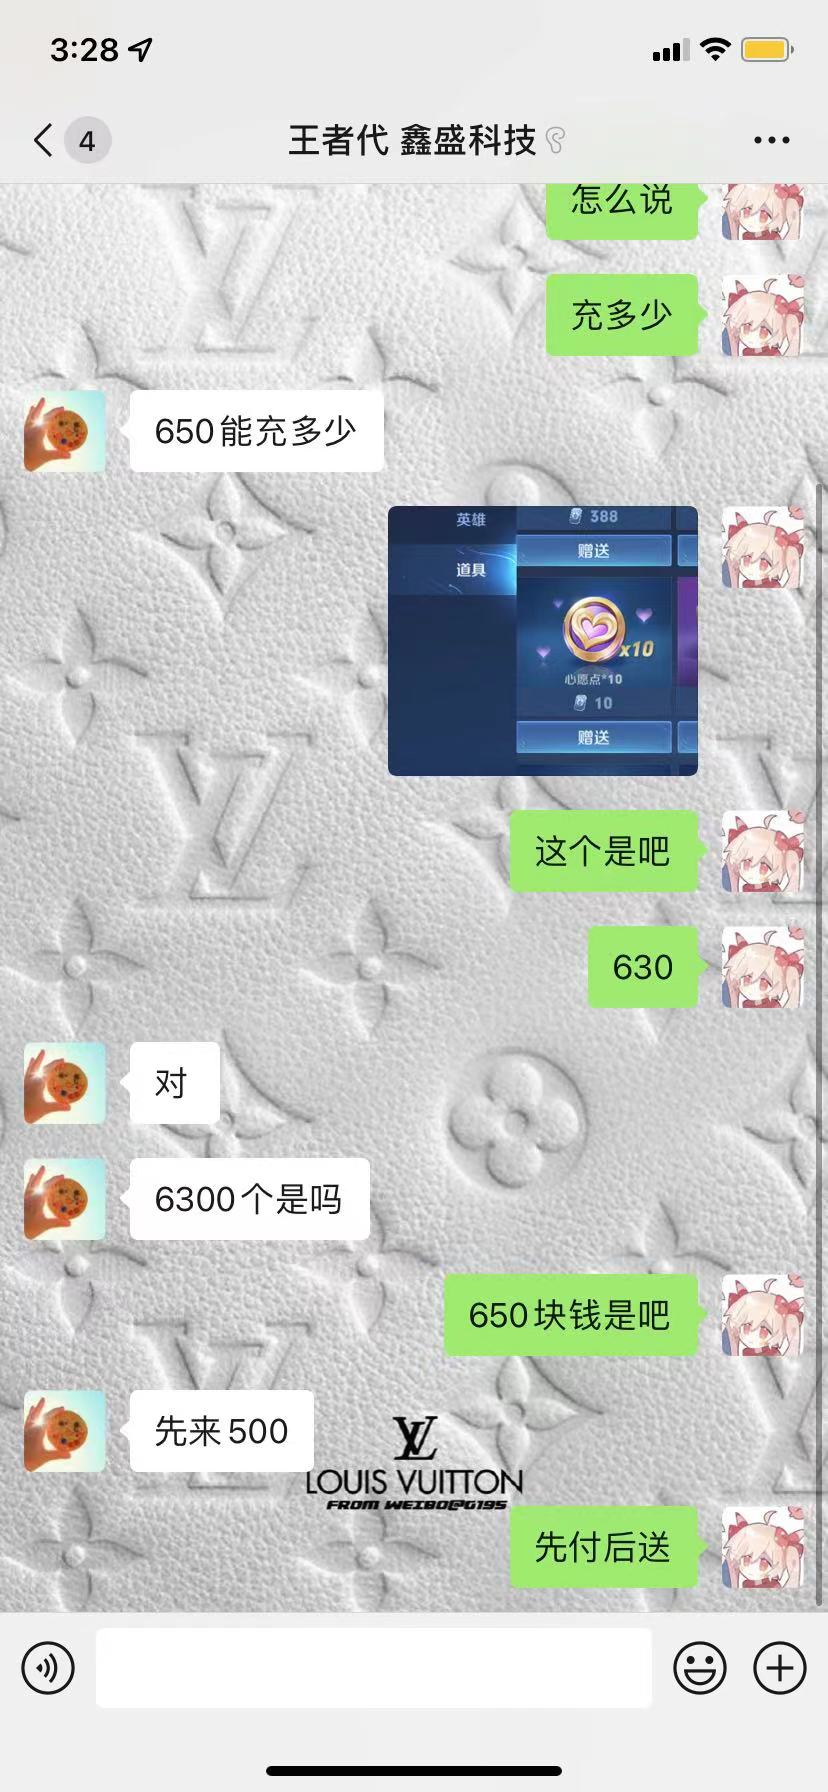 3:28
4
王者代 鑫盛科技
怎么说
充多少
650能充多少
英雄
388
赠送
道具
x10
心愿点*10
10
赠送
这个是吧
630
对
6300个是吗
650块钱是吧
先来500
LOUIS VUITTON
FROM WEIBO@G195
先付后送